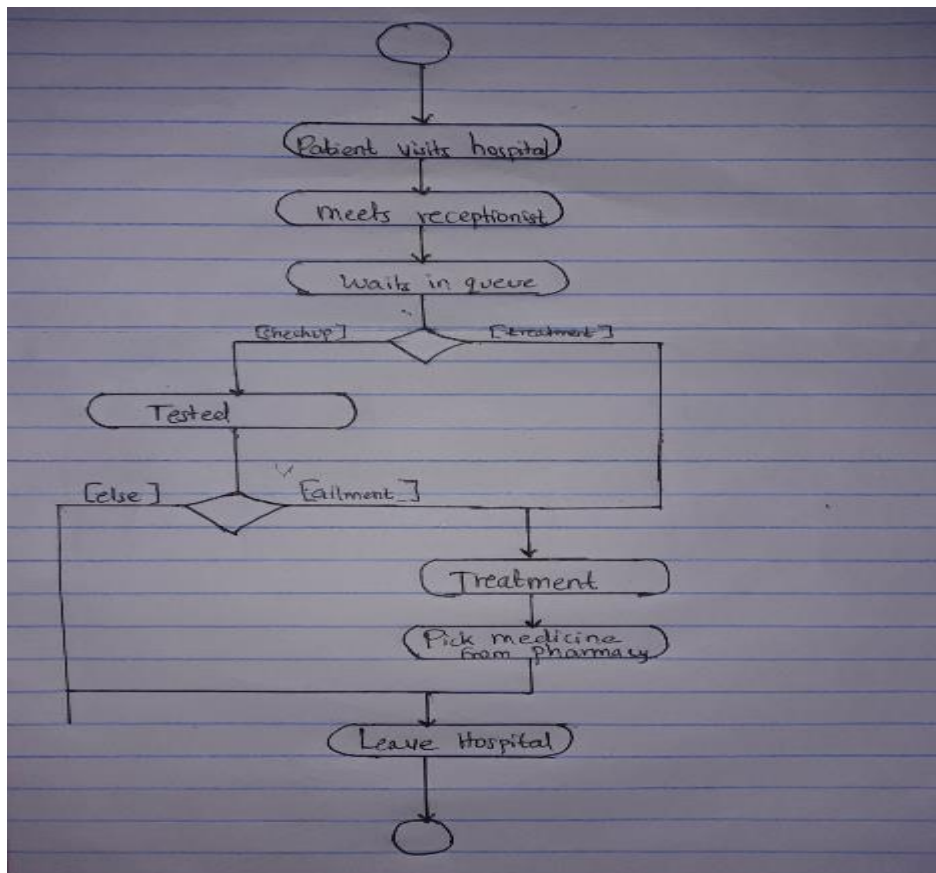 Patient visits hospital
meets receptionist
Waits in queue
[checkup]
[treatment]
Tested
[else]
[ailment]
Treatment
Pick medicine
from pharmacy
Leave Hospital